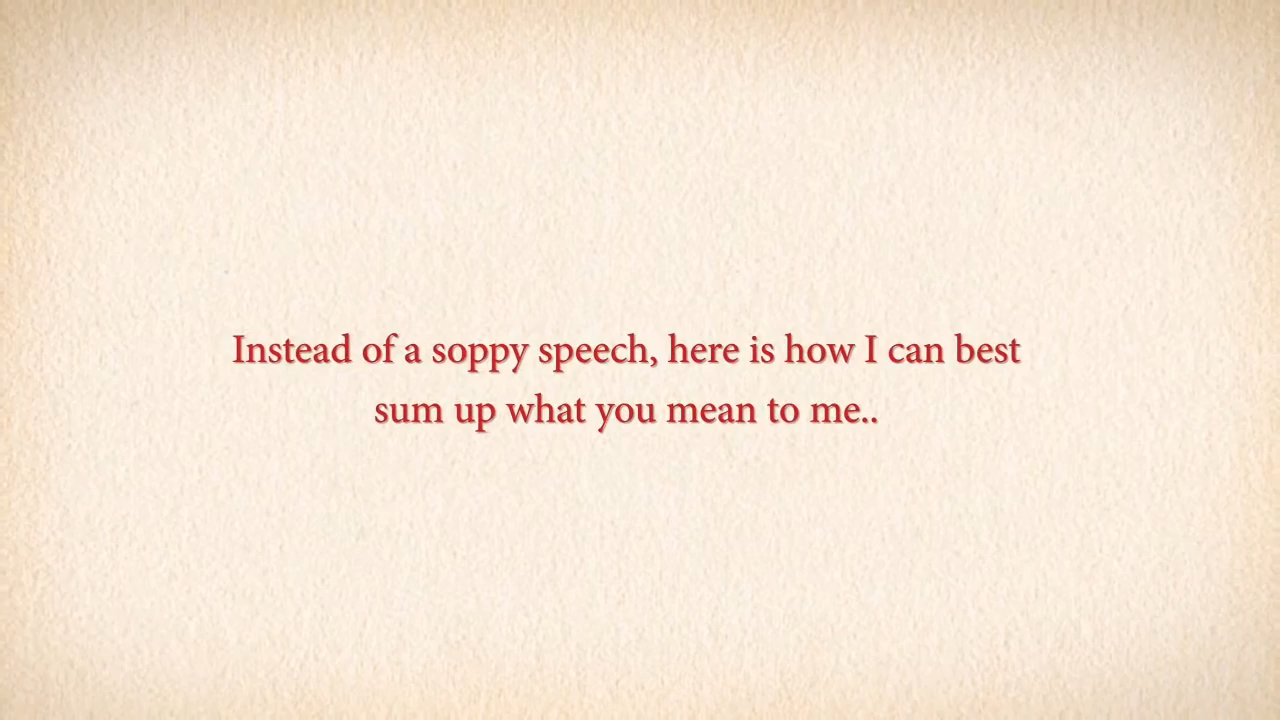 Instead of a soppy speech, here is how I can best
sum up what you mean to me..